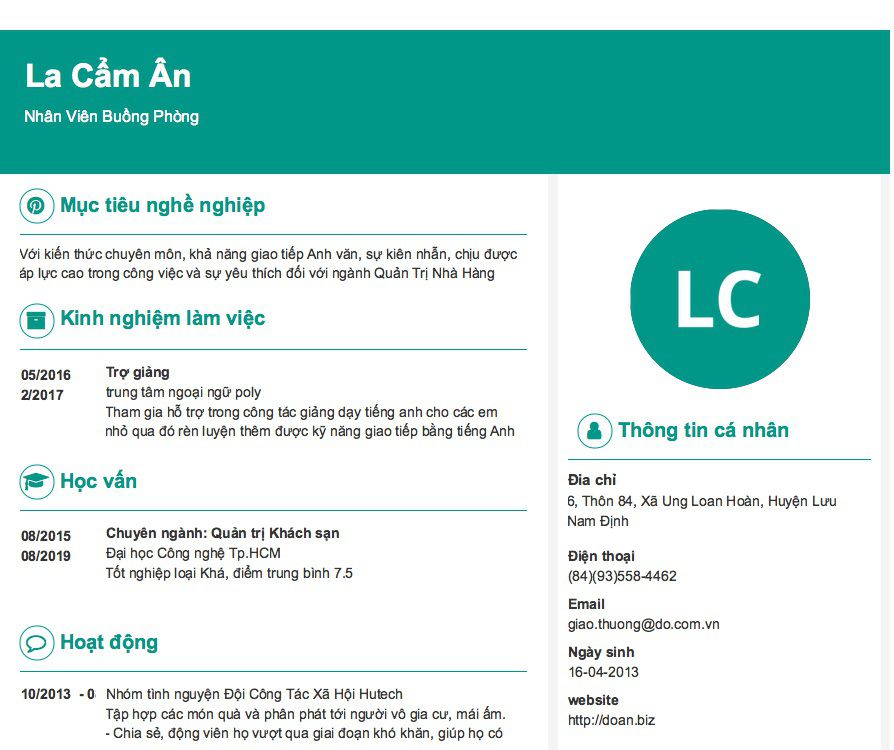 La Cẩm Ân
Nhân Viên Buồng Phòng
Mục tiêu nghề nghiệp
Với kiến thức chuyên môn, khả năng giao tiếp Anh văn, sự kiên nhẫn, chịu được
áp lực cao trong công việc và sự yêu thích đối với ngành Quản Trị Nhà Hàng
Kinh nghiệm làm việc
05/2016
2/2017
Trợ giảng
trung tâm ngoại ngữ poly
Tham gia hỗ trợ trong công tác giảng dạy tiếng anh cho các em
nhỏ qua đó rèn luyện thêm được kỹ năng giao tiếp bằng tiếng Anh
Học vấn
08/2015
08/2019
Chuyên ngành: Quản trị Khách sạn
Đại học Công nghệ Tp.HCM
Tốt nghiệp loại Khá, điểm trung bình 7.5
Hoạt động
10/2013 - 0
Nhóm tình nguyện Đội Công Tác Xã Hội Hutech
Tập hợp các món quà và phân phát tới người vô gia cư, mái ấm.
- Chia sẻ, động viên họ vượt qua giai đoạn khó khăn, giúp họ có
LC
Thông tin cá nhân
Đia chỉ
6, Thôn 84, Xã Ung Loan Hoàn, Huyện Lưu
Nam Định
Điện thoại
(84)(93)558-4462
Email
giao.thuong@do.com.vn
Ngày sinh
16-04-2013
website
http://doan.biz